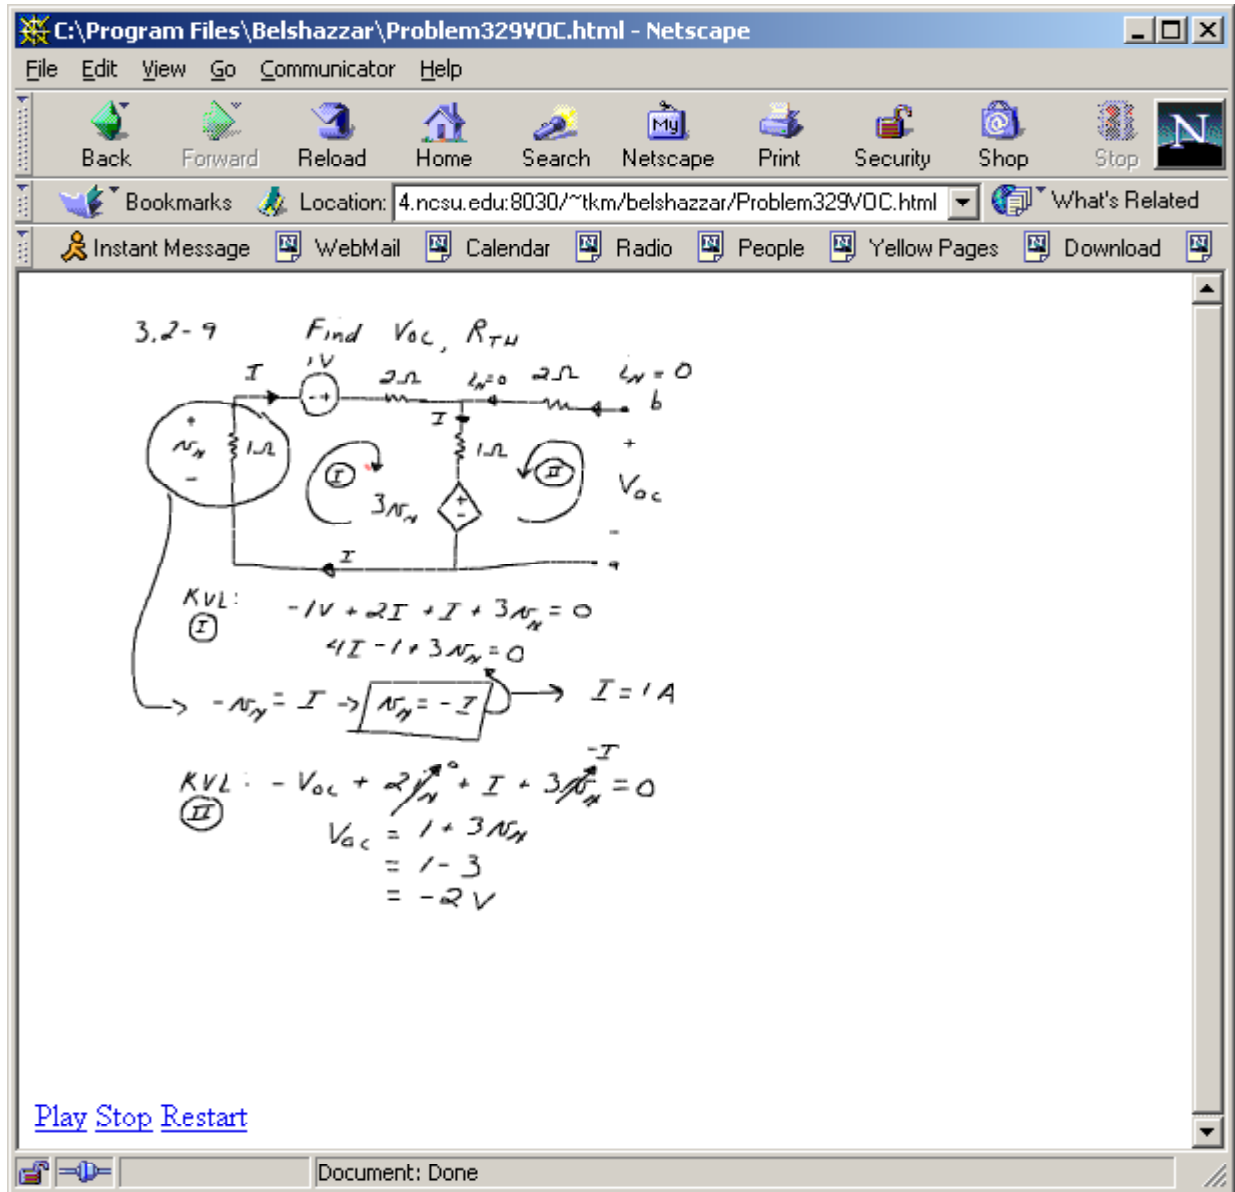 C:\Program Files\Belshazzar\Problem329VOC.html - Netscape
File Edit View Go Communicator Help
Back Forward Reload Home Search Netscape Print Security Shop Stop
Bookmarks Location: 4.ncsu.edu:8030/~tkm/belshazzar/Problem329VOC.html What's Related
Instant Message WebMail Calendar Radio People Yellow Pages Download
3.2-9 Find Voc, RTH
I 1V 2Ω iN=0 2Ω iN = 0
- + b
I
+ vN - 1Ω I 1Ω II + Voc -
3vN + -
I
KVL: I -1V + 2I + I + 3vN = 0
4I - 1 + 3vN = 0
→ -vN = I → vN = -I → I = 1 A
KVL: II - Voc + 2iN 0 + I + 3vN -I = 0
Voc = 1 + 3vN
= 1 - 3
= -2 V
Play Stop Restart
Document: Done